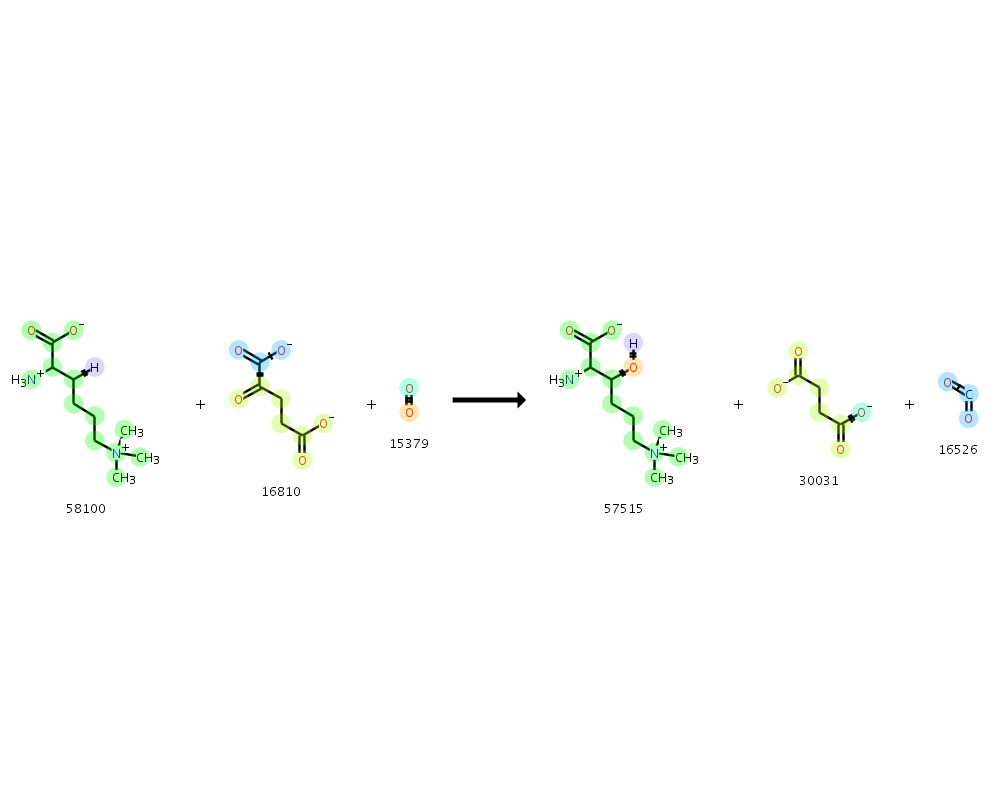 O O⁻
H
H₃N⁺
CH₃
N⁺ CH₃
CH₃
58100
+
O O⁻
O
O⁻
O
16810
+
O
O
15379
H
O O⁻
O
H₃N⁺
CH₃
N⁺ CH₃
CH₃
57515
+
O
O⁻
O⁻
O
30031
+
O
C
O
16526